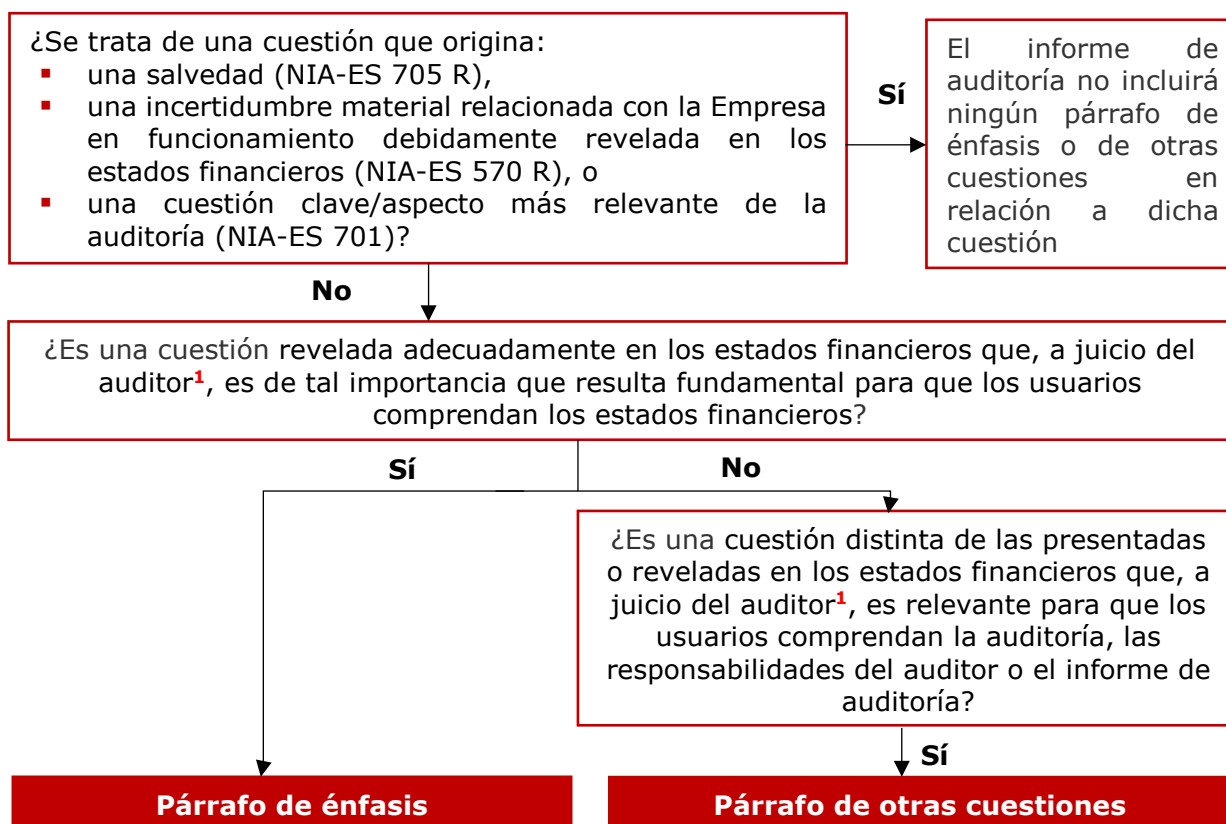 ¿Se trata de una cuestión que origina:
▪ una salvedad (NIA-ES 705 R),
▪ una incertidumbre material relacionada con la Empresa
en funcionamiento debidamente revelada en los
estados financieros (NIA-ES 570 R), o
▪ una cuestión clave/aspecto más relevante de la
auditoría (NIA-ES 701)?
Sí
El informe de
auditoría no incluirá
ningún párrafo de
énfasis o de otras
cuestiones en
relación a dicha
cuestión
No
¿Es una cuestión revelada adecuadamente en los estados financieros que, a juicio del
auditor¹, es de tal importancia que resulta fundamental para que los usuarios
comprendan los estados financieros?
Sí
No
¿Es una cuestión distinta de las presentadas
o reveladas en los estados financieros que, a
juicio del auditor¹, es relevante para que los
usuarios comprendan la auditoría, las
responsabilidades del auditor o el informe de
auditoría?
Sí
Párrafo de énfasis
Párrafo de otras cuestiones